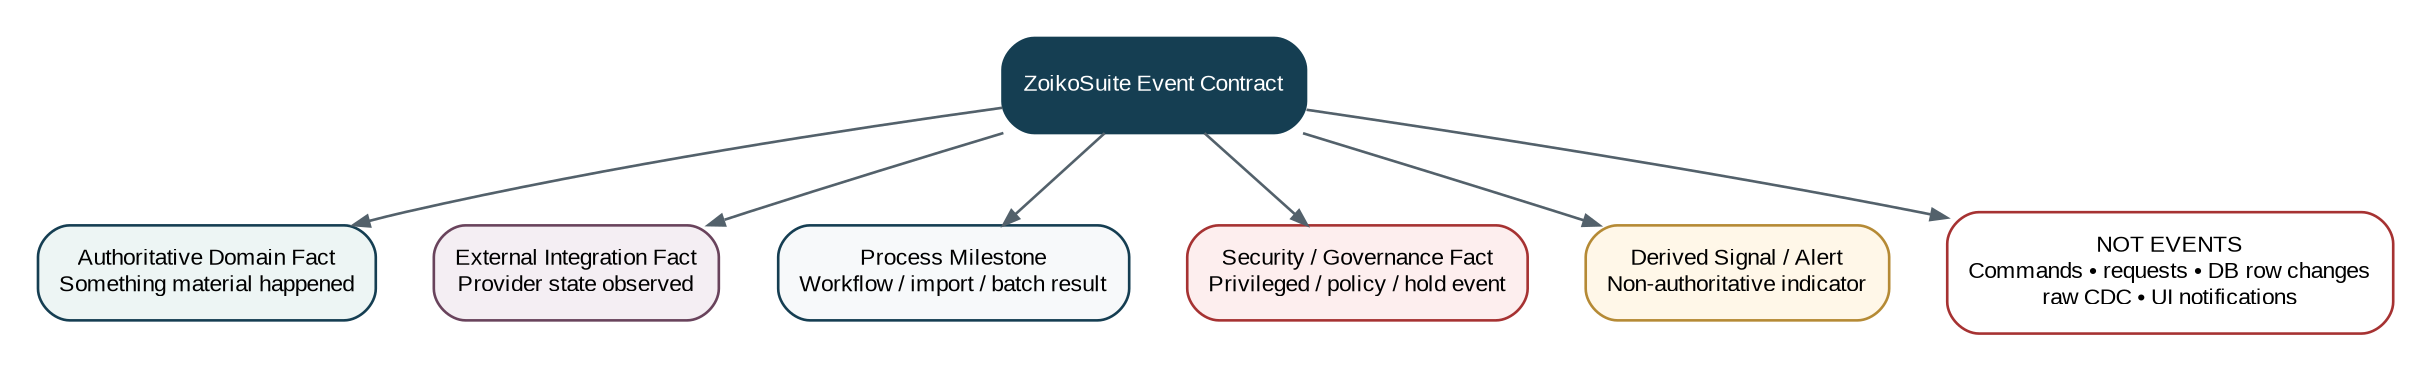 ZoikoSuite Event Contract
Authoritative Domain Fact
Something material happened
External Integration Fact
Provider state observed
Process Milestone
Workflow / import / batch result
Security / Governance Fact
Privileged / policy / hold event
Derived Signal / Alert
Non-authoritative indicator
NOT EVENTS
Commands • requests • DB row changes
raw CDC • UI notifications